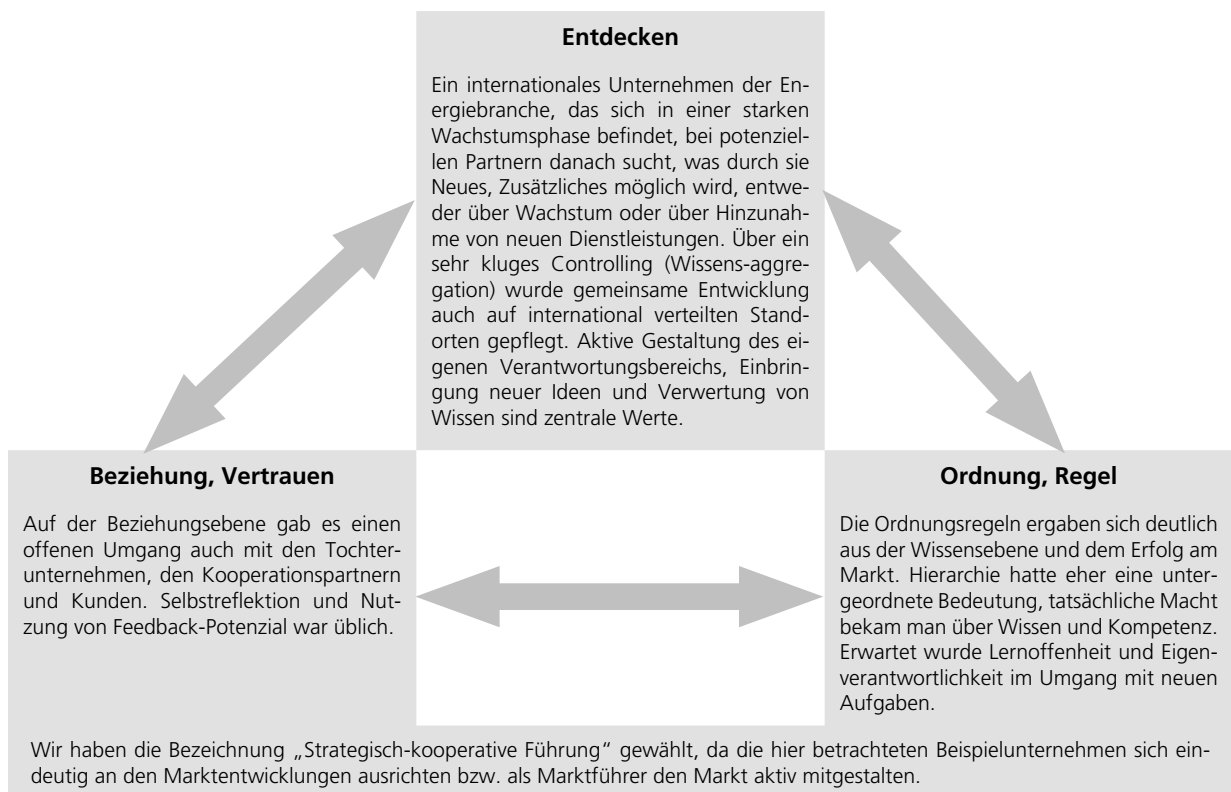 Entdecken
Ein internationales Unternehmen der En-
ergiebranche, das sich in einer starken
Wachstumsphase befindet, bei potenziel-
len Partnern danach sucht, was durch sie
Neues, Zusätzliches möglich wird, entwe-
der über Wachstum oder über Hinzunah-
me von neuen Dienstleistungen. Über ein
sehr kluges Controlling (Wissens-aggre-
gation) wurde gemeinsame Entwicklung
auch auf international verteilten Stand-
orten gepflegt. Aktive Gestaltung des ei-
genen Verantwortungsbereichs, Einbrin-
gung neuer Ideen und Verwertung von
Wissen sind zentrale Werte.
Beziehung, Vertrauen
Auf der Beziehungsebene gab es einen
offenen Umgang auch mit den Tochter-
unternehmen, den Kooperationspartnern
und Kunden. Selbstreflektion und Nut-
zung von Feedback-Potenzial war üblich.
Ordnung, Regel
Die Ordnungsregeln ergaben sich deutlich
aus der Wissensebene und dem Erfolg am
Markt. Hierarchie hatte eher eine unter-
geordnete Bedeutung, tatsächliche Macht
bekam man über Wissen und Kompetenz.
Erwartet wurde Lernoffenheit und Eigen-
verantwortlichkeit im Umgang mit neuen
Aufgaben.
Wir haben die Bezeichnung „Strategisch-kooperative Führung“ gewählt, da die hier betrachteten Beispielunternehmen sich ein-
deutig an den Marktentwicklungen ausrichten bzw. als Marktführer den Markt aktiv mitgestalten.